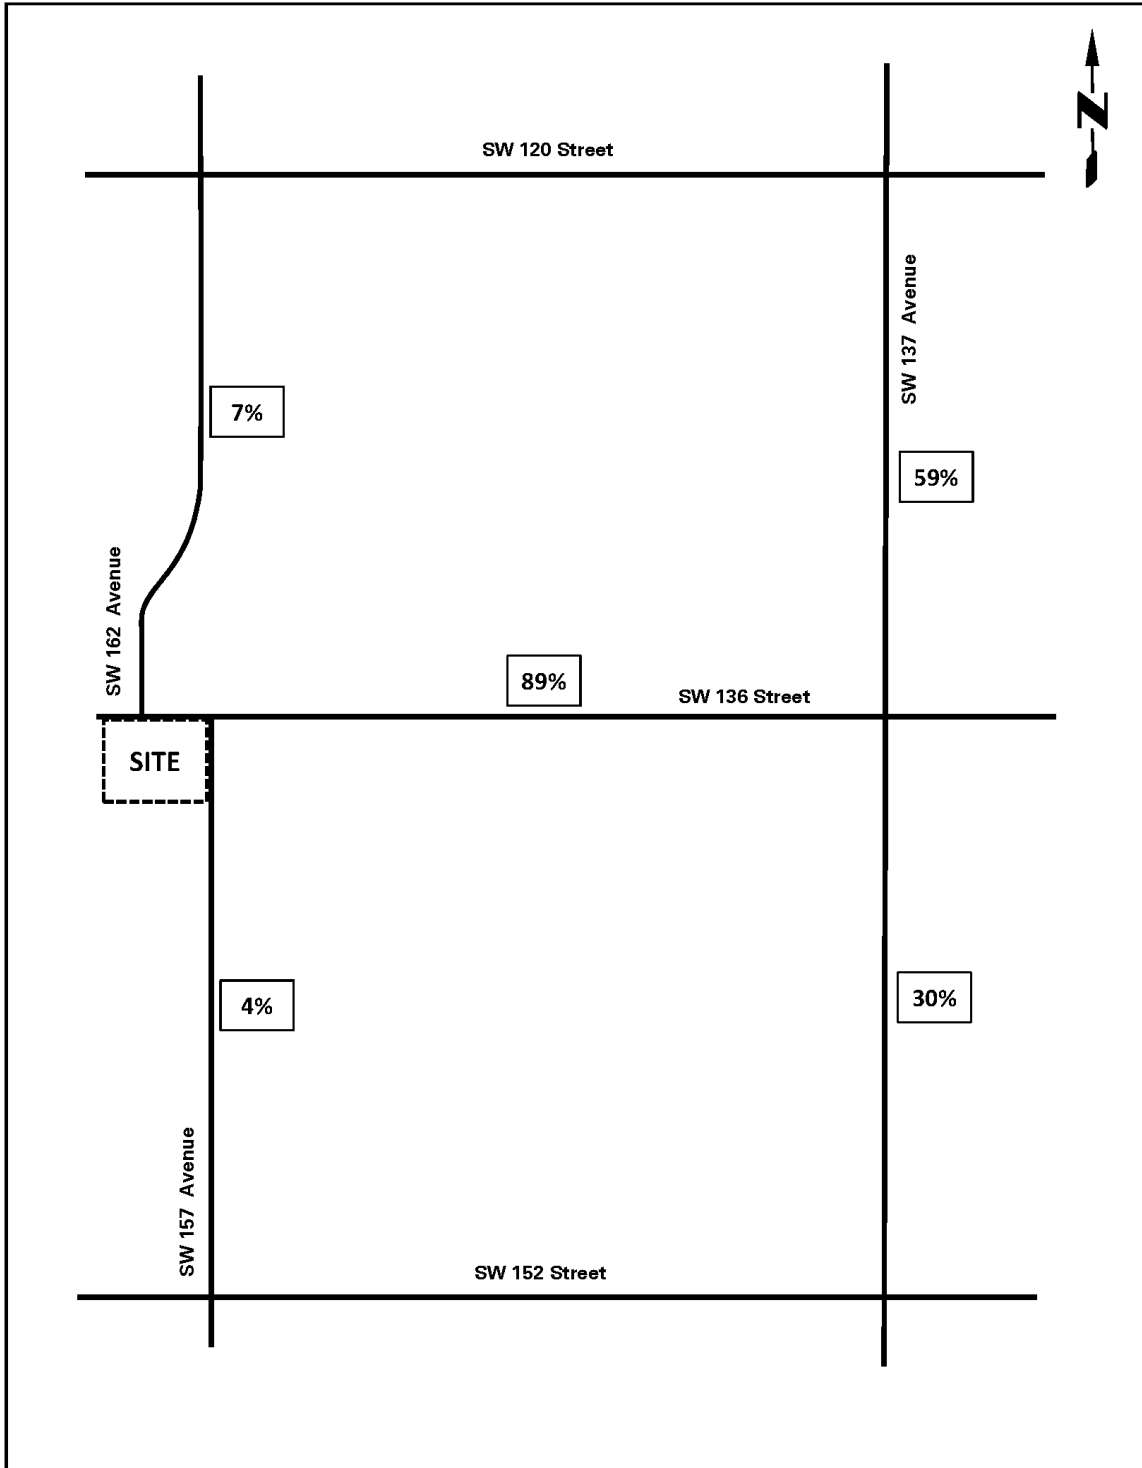 N
SW 120 Street
SW 137 Avenue
7%
59%
SW 162 Avenue
89%
SW 136 Street
SITE
4%
30%
SW 157 Avenue
SW 152 Street